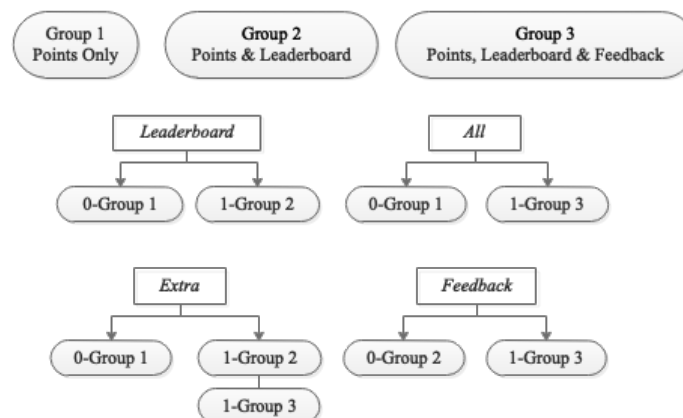 Group 1
Points Only
Group 2
Points & Leaderboard
Group 3
Points, Leaderboard & Feedback
Leaderboard
All
0-Group 1
1-Group 2
0-Group 1
1-Group 3
Extra
Feedback
0-Group 1
1-Group 2
0-Group 2
1-Group 3
1-Group 3